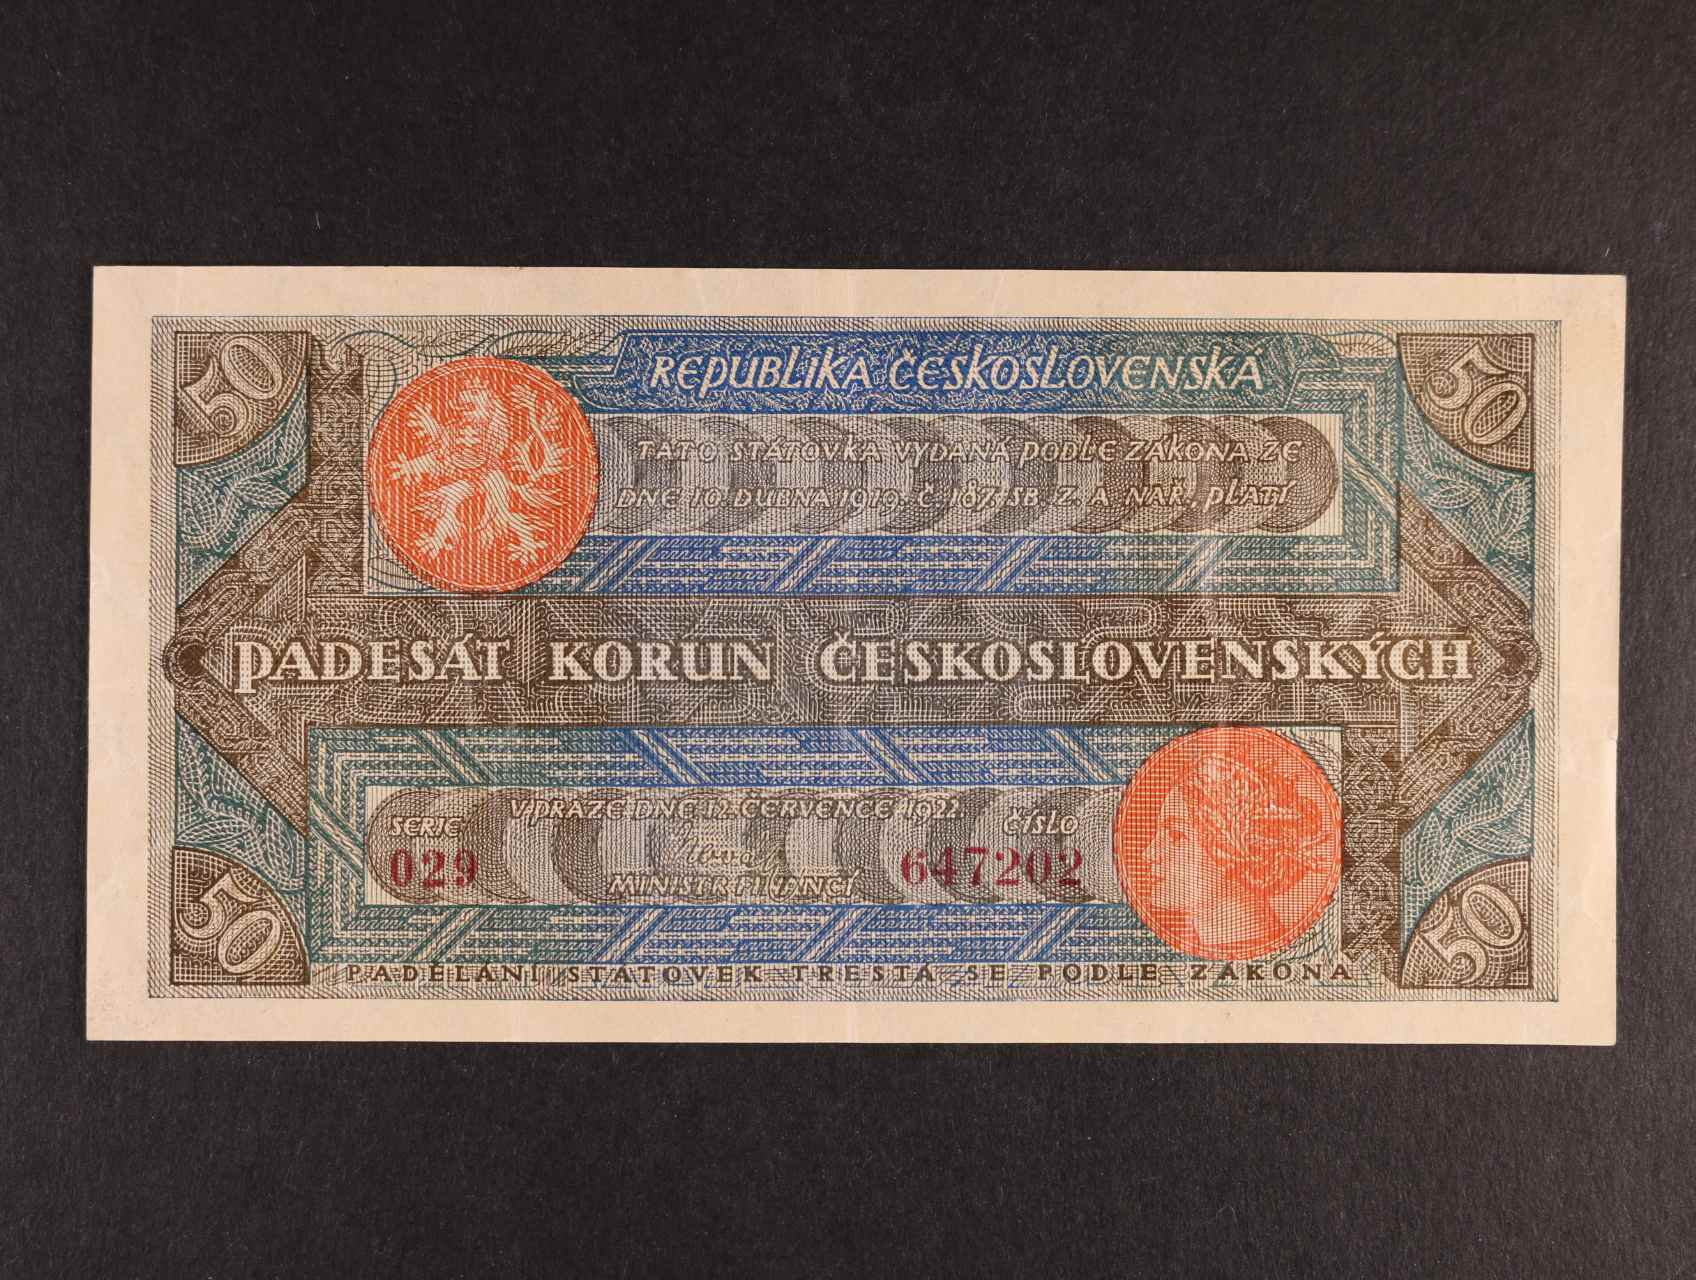 50
50
REPUBLIKA ČESKOSLOVENSKÁ
TATO STÁTOVKA VYDANÁ PODLE ZÁKONA ZE
DNE 10. DUBNA 1919. Č. 187. SB. Z. A. NAŘ. PLATÍ
PADESÁT KORUN ČESKOSLOVENSKÝCH
V PRAZE DNE 12. ČERVENCE 1922.
SERIE
ČÍSLO
029
647202
MINISTR FINANCÍ
50
50
PADĚLÁNÍ STÁTOVEK TRESTÁ SE PODLE ZÁKONA